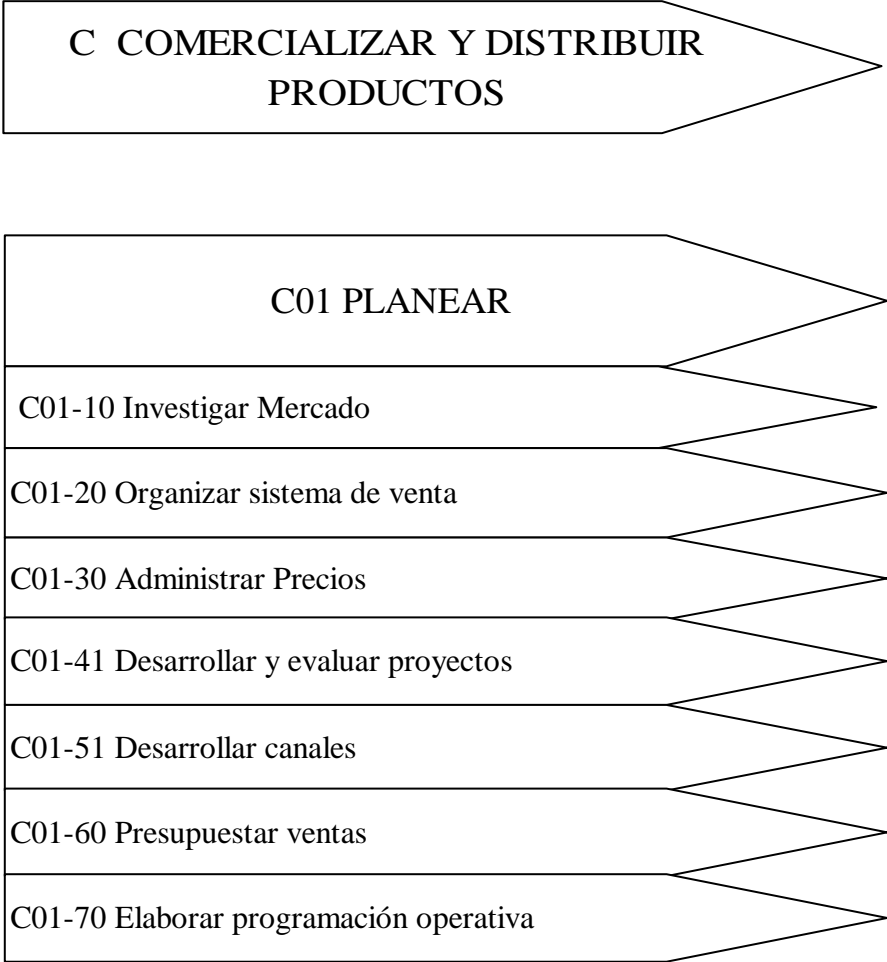 C COMERCIALIZAR Y DISTRIBUIR
PRODUCTOS
C01 PLANEAR
C01-10 Investigar Mercado
C01-20 Organizar sistema de venta
C01-30 Administrar Precios
C01-41 Desarrollar y evaluar proyectos
C01-51 Desarrollar canales
C01-60 Presupuestar ventas
C01-70 Elaborar programación operativa